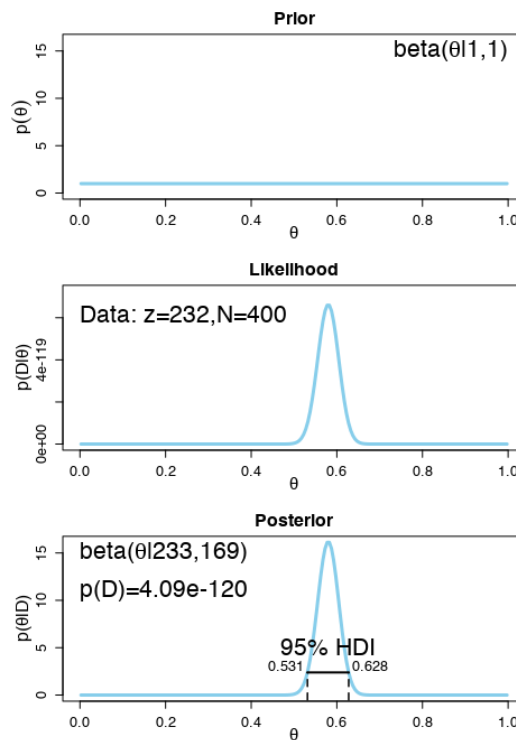 Prior
beta(θ|1,1)
p(θ)
15
10
5
0
0.0 0.2 0.4 0.6 0.8 1.0
θ
Likelihood
Data: z=232,N=400
p(D|θ)
4e-119
0e+00
0.0 0.2 0.4 0.6 0.8 1.0
θ
Posterior
beta(θ|233,169)
p(D)=4.09e-120
p(θ|D)
15
10
5
0
95% HDI
0.531 0.628
0.0 0.2 0.4 0.6 0.8 1.0
θ